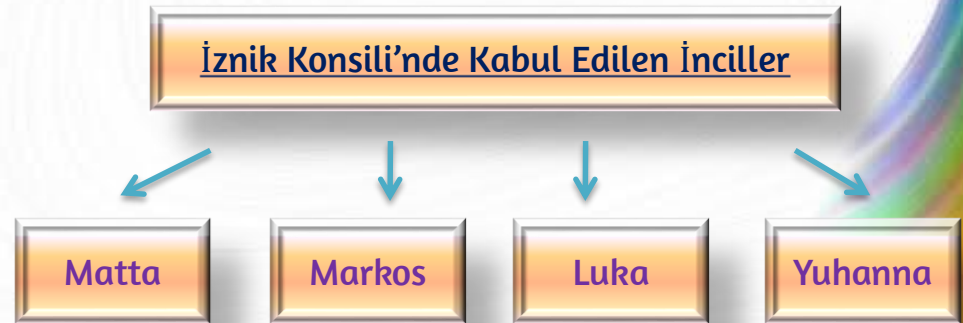 İznik Konsili’nde Kabul Edilen İnciller
Matta
Markos
Luka
Yuhanna